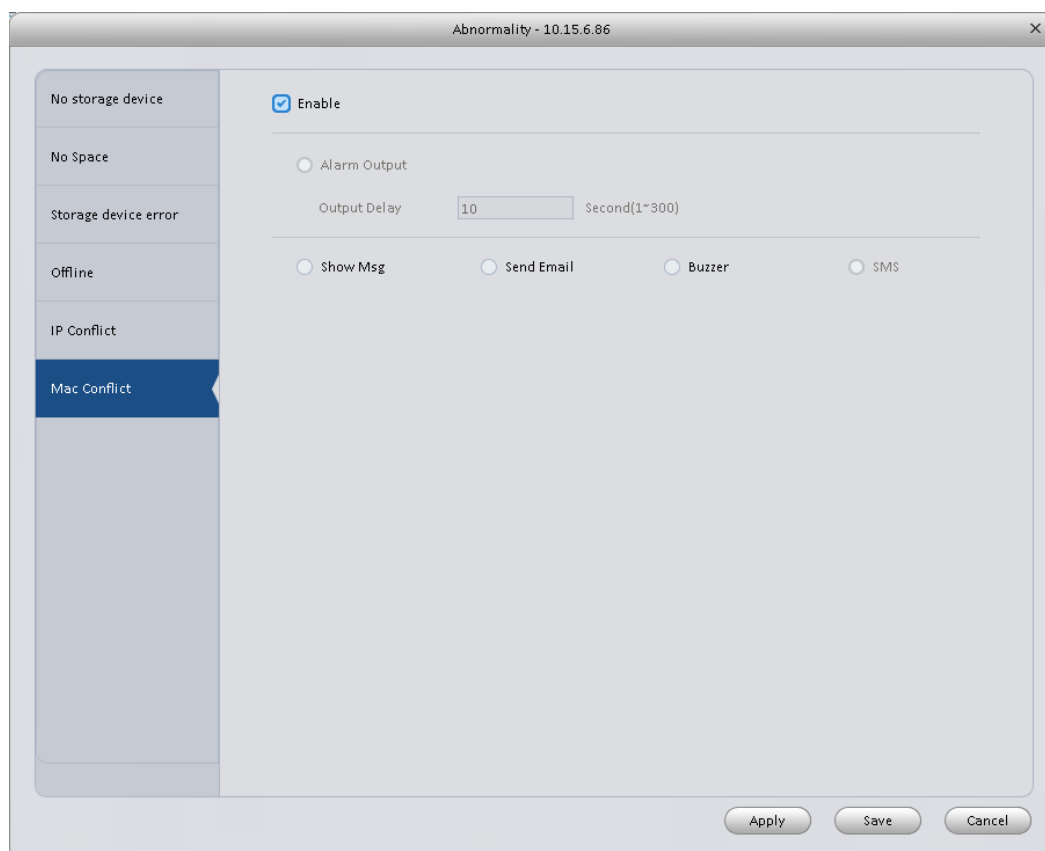 Abnormality - 10.15.6.86
No storage device
No Space
Storage device error
Offline
IP Conflict
Mac Conflict
Enable
Alarm Output
Output Delay 10 Second(1~300)
Show Msg Send Email Buzzer SMS
Apply Save Cancel